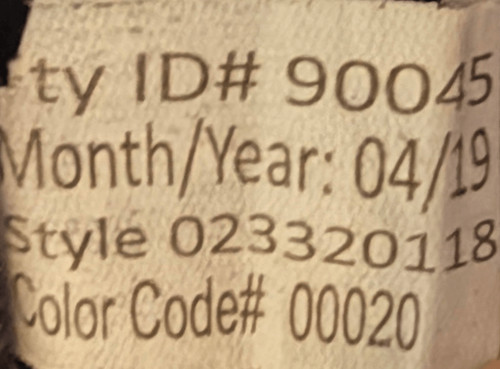 ty ID# 90045
Month/Year: 04/19
Style 023320118
Color Code# 00020